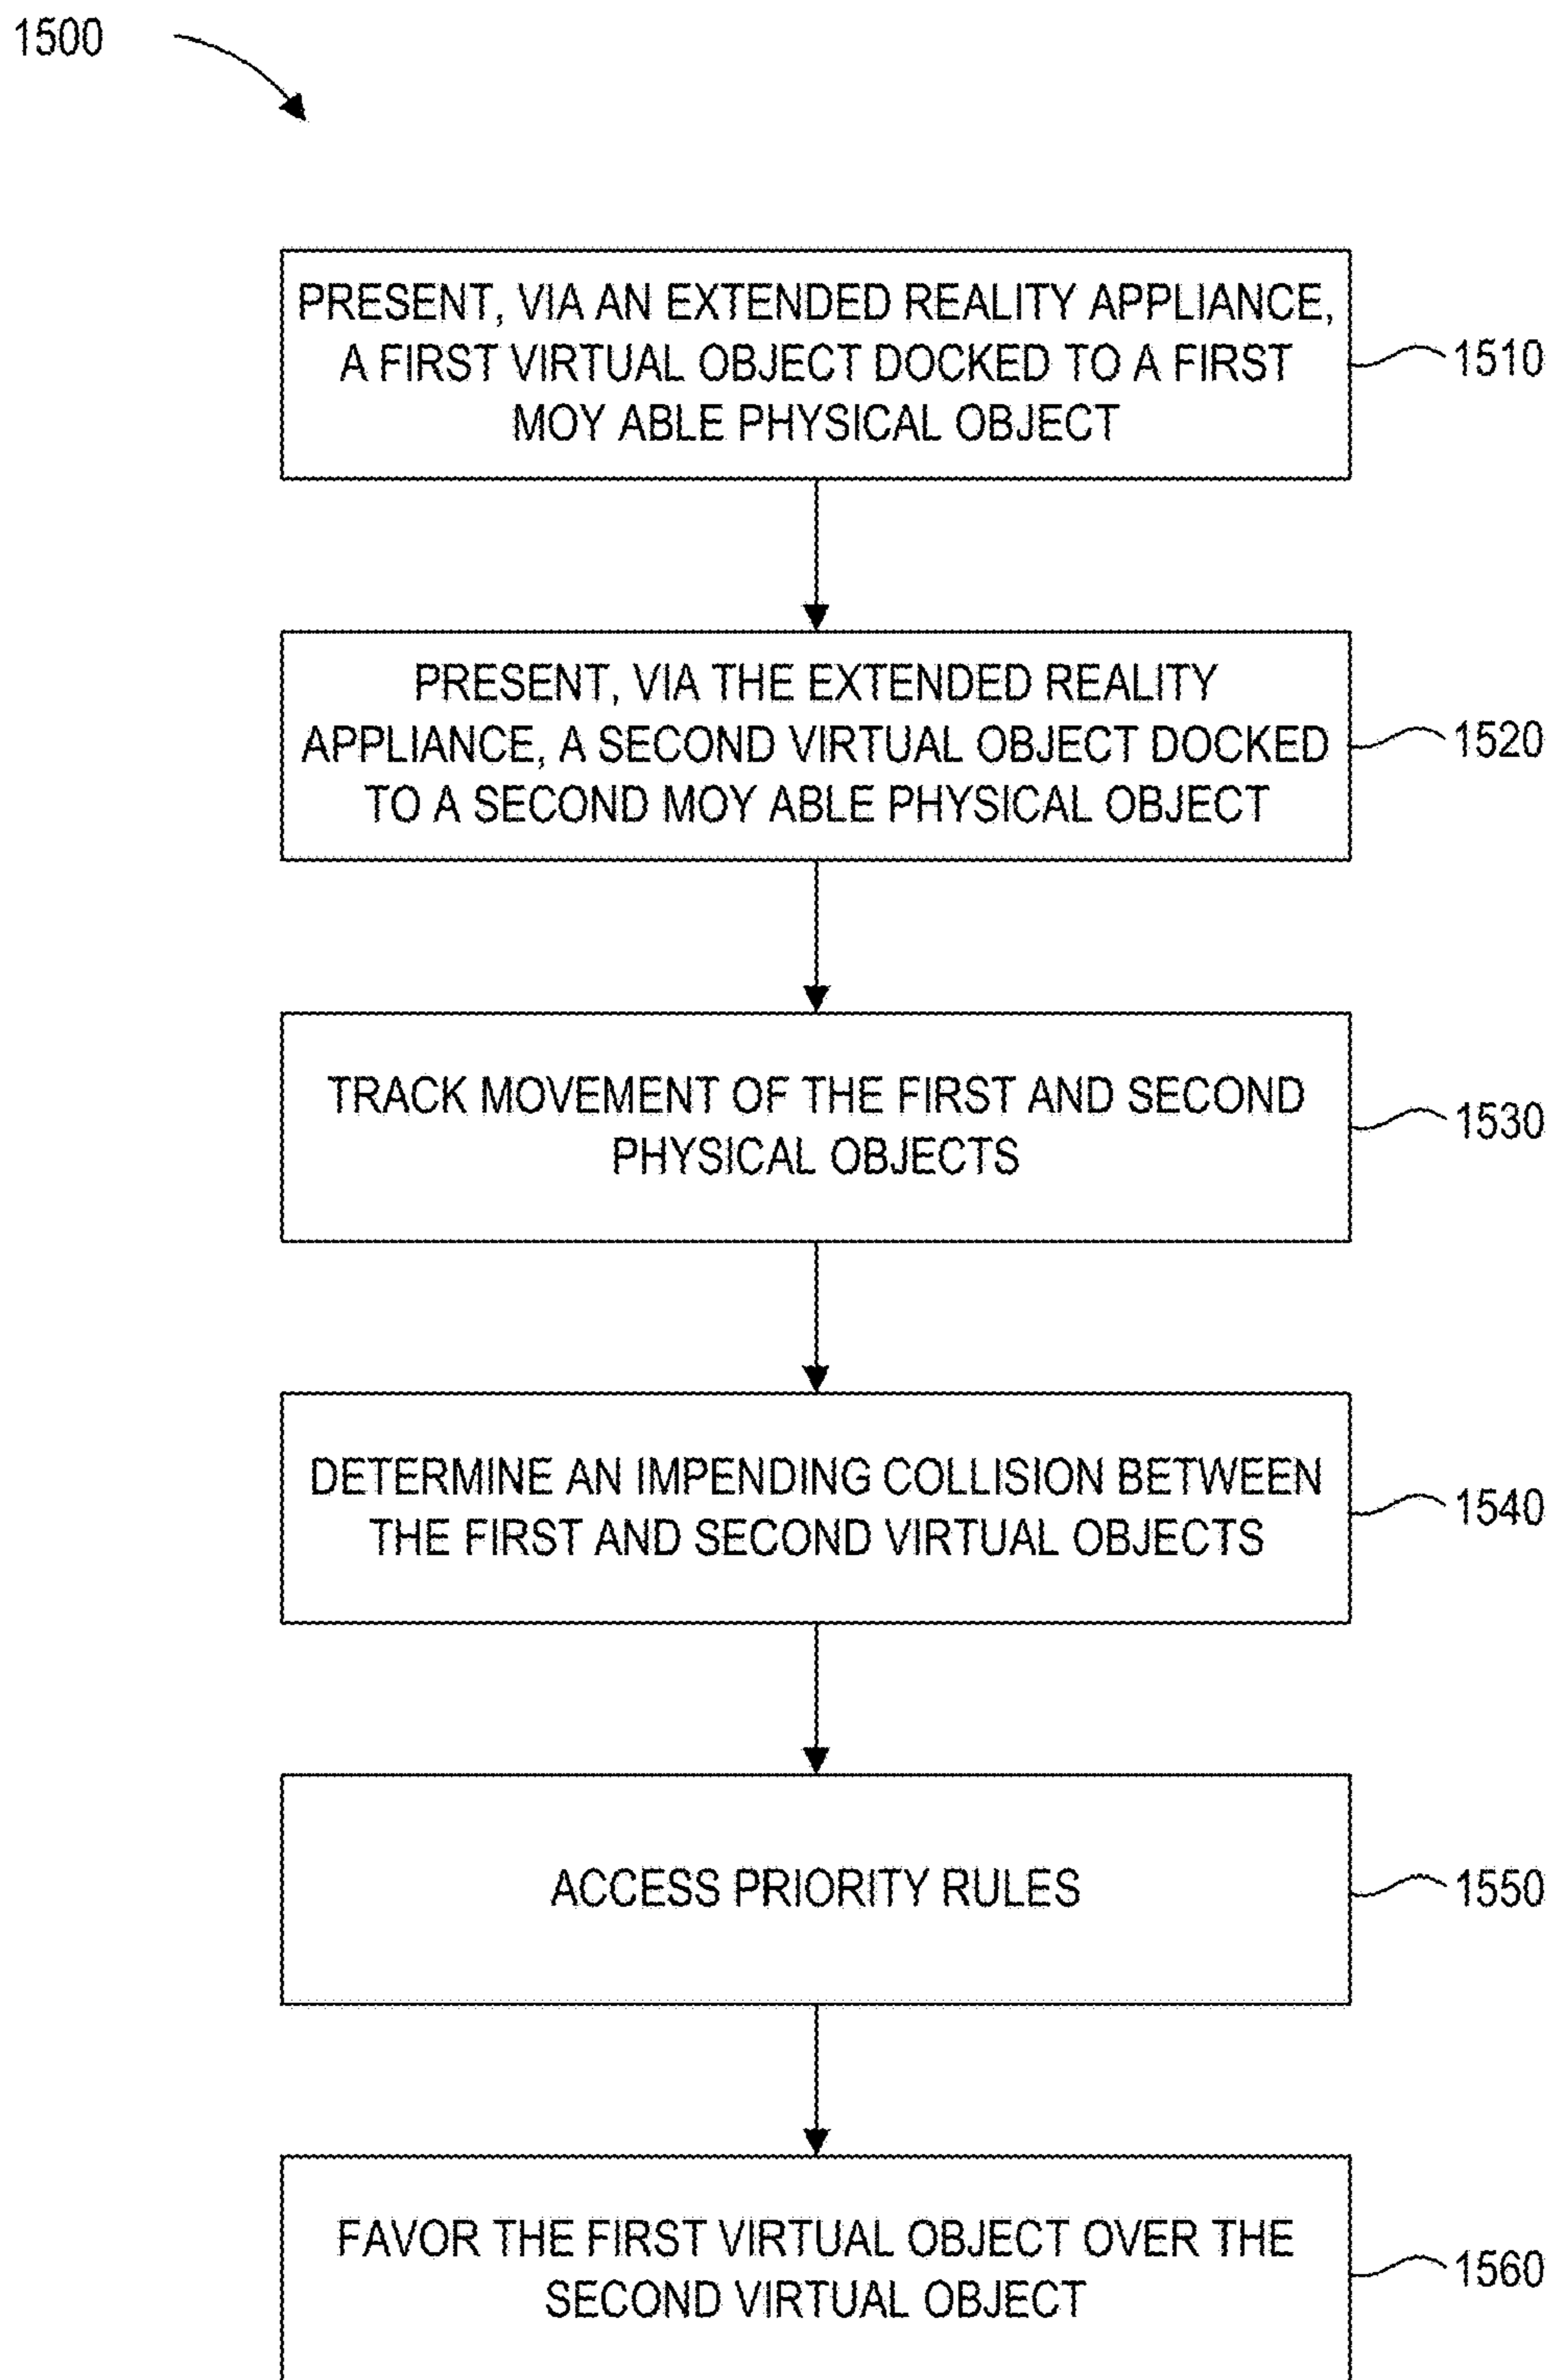 1500
PRESENT, VIA AN EXTENDED REALITY APPLIANCE,
A FIRST VIRTUAL OBJECT DOCKED TO A FIRST
MOY ABLE PHYSICAL OBJECT
1510
PRESENT, VIA THE EXTENDED REALITY
APPLIANCE, A SECOND VIRTUAL OBJECT DOCKED
TO A SECOND MOY ABLE PHYSICAL OBJECT
1520
TRACK MOVEMENT OF THE FIRST AND SECOND
PHYSICAL OBJECTS
1530
DETERMINE AN IMPENDING COLLISION BETWEEN
THE FIRST AND SECOND VIRTUAL OBJECTS
1540
ACCESS PRIORITY RULES
1550
FAVOR THE FIRST VIRTUAL OBJECT OVER THE
SECOND VIRTUAL OBJECT
1560